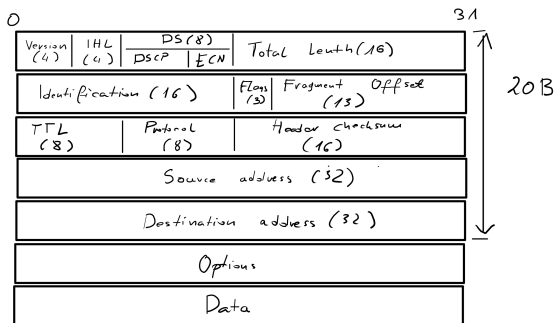 0 31
Version (4) IHL (4) DS(8) DSCP ECN Total Lenth(16)
20B
Identification (16) Flags (3) Fragment Offset (13)
TTL (8) Protocol (8) Header checksum (16)
Source address (32)
Destination address (32)
Options
Data